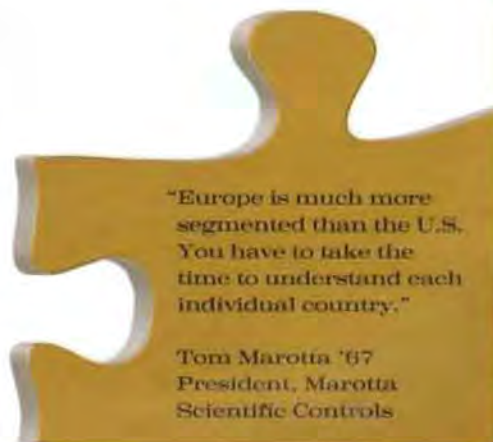 "Europe is much more
segmented than the U.S.
You have to take the
time to understand each
individual country."
Tom Marotta '67
President, Marotta
Scientific Controls